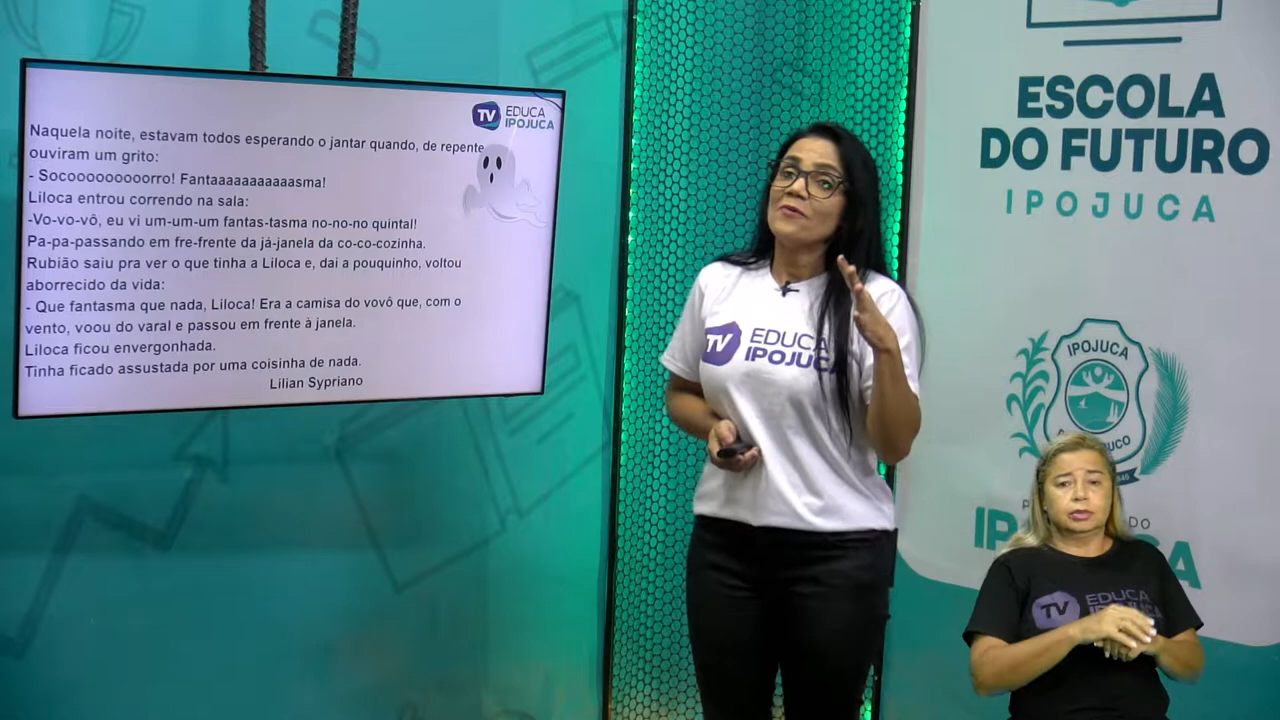 TV EDUCA
IPOJUCA
Naquela noite, estavam todos esperando o jantar quando, de repente
ouviram um grito:
- Socoooooooooorro! Fantaaaaaaaaaaasma!
Liloca entrou correndo na sala:
-Vo-vo-vô, eu vi um-um-um fantas-tasma no-no-no quintal!
Pa-pa-passando em fre-frente da já-janela da co-co-cozinha.
Rubião saiu pra ver o que tinha a Liloca e, dai a pouquinho, voltou
aborrecido da vida:
- Que fantasma que nada, Liloca! Era a camisa do vovô que, com o
vento, voou do varal e passou em frente à janela.
Liloca ficou envergonhada.
Tinha ficado assustada por uma coisinha de nada.
Lilian Sypriano
TV EDUCA
IPOJUCA
ESCOLA
DO FUTURO
IPOJUCA
IPOJUCA
DO
TV EDUCA
IPOJUCA